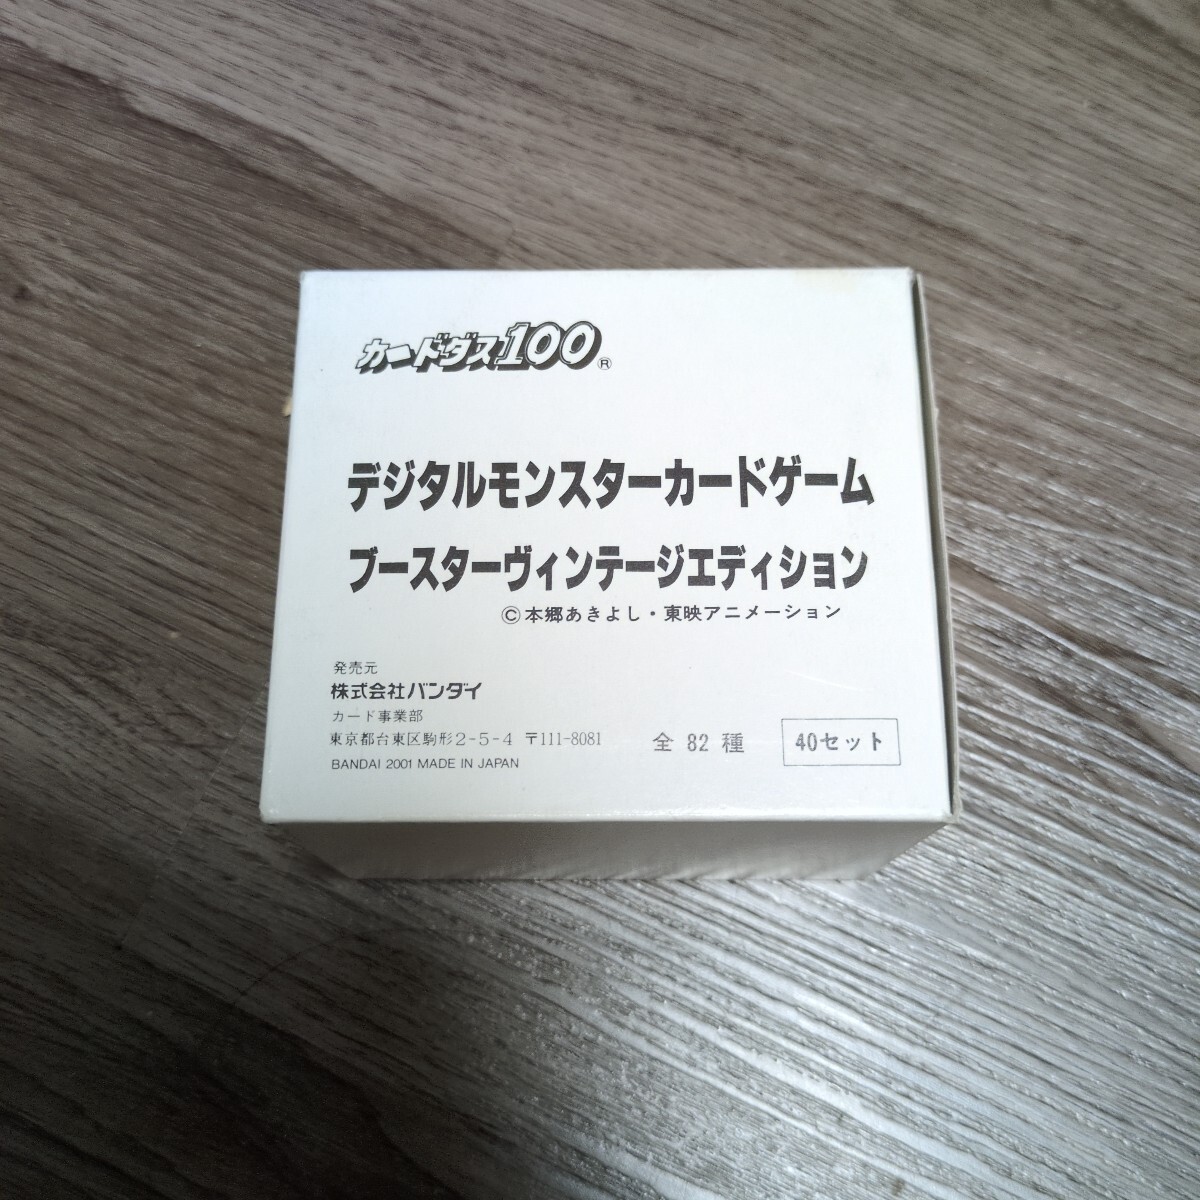 カードダス100®
デジタルモンスターカードゲーム
ブースターヴィンテージエディション
©本郷あきよし・東映アニメーション
発売元
株式会社バンダイ
カード事業部
東京都台東区駒形2-5-4 〒111-8081
BANDAI 2001 MADE IN JAPAN
全 82 種
40セット